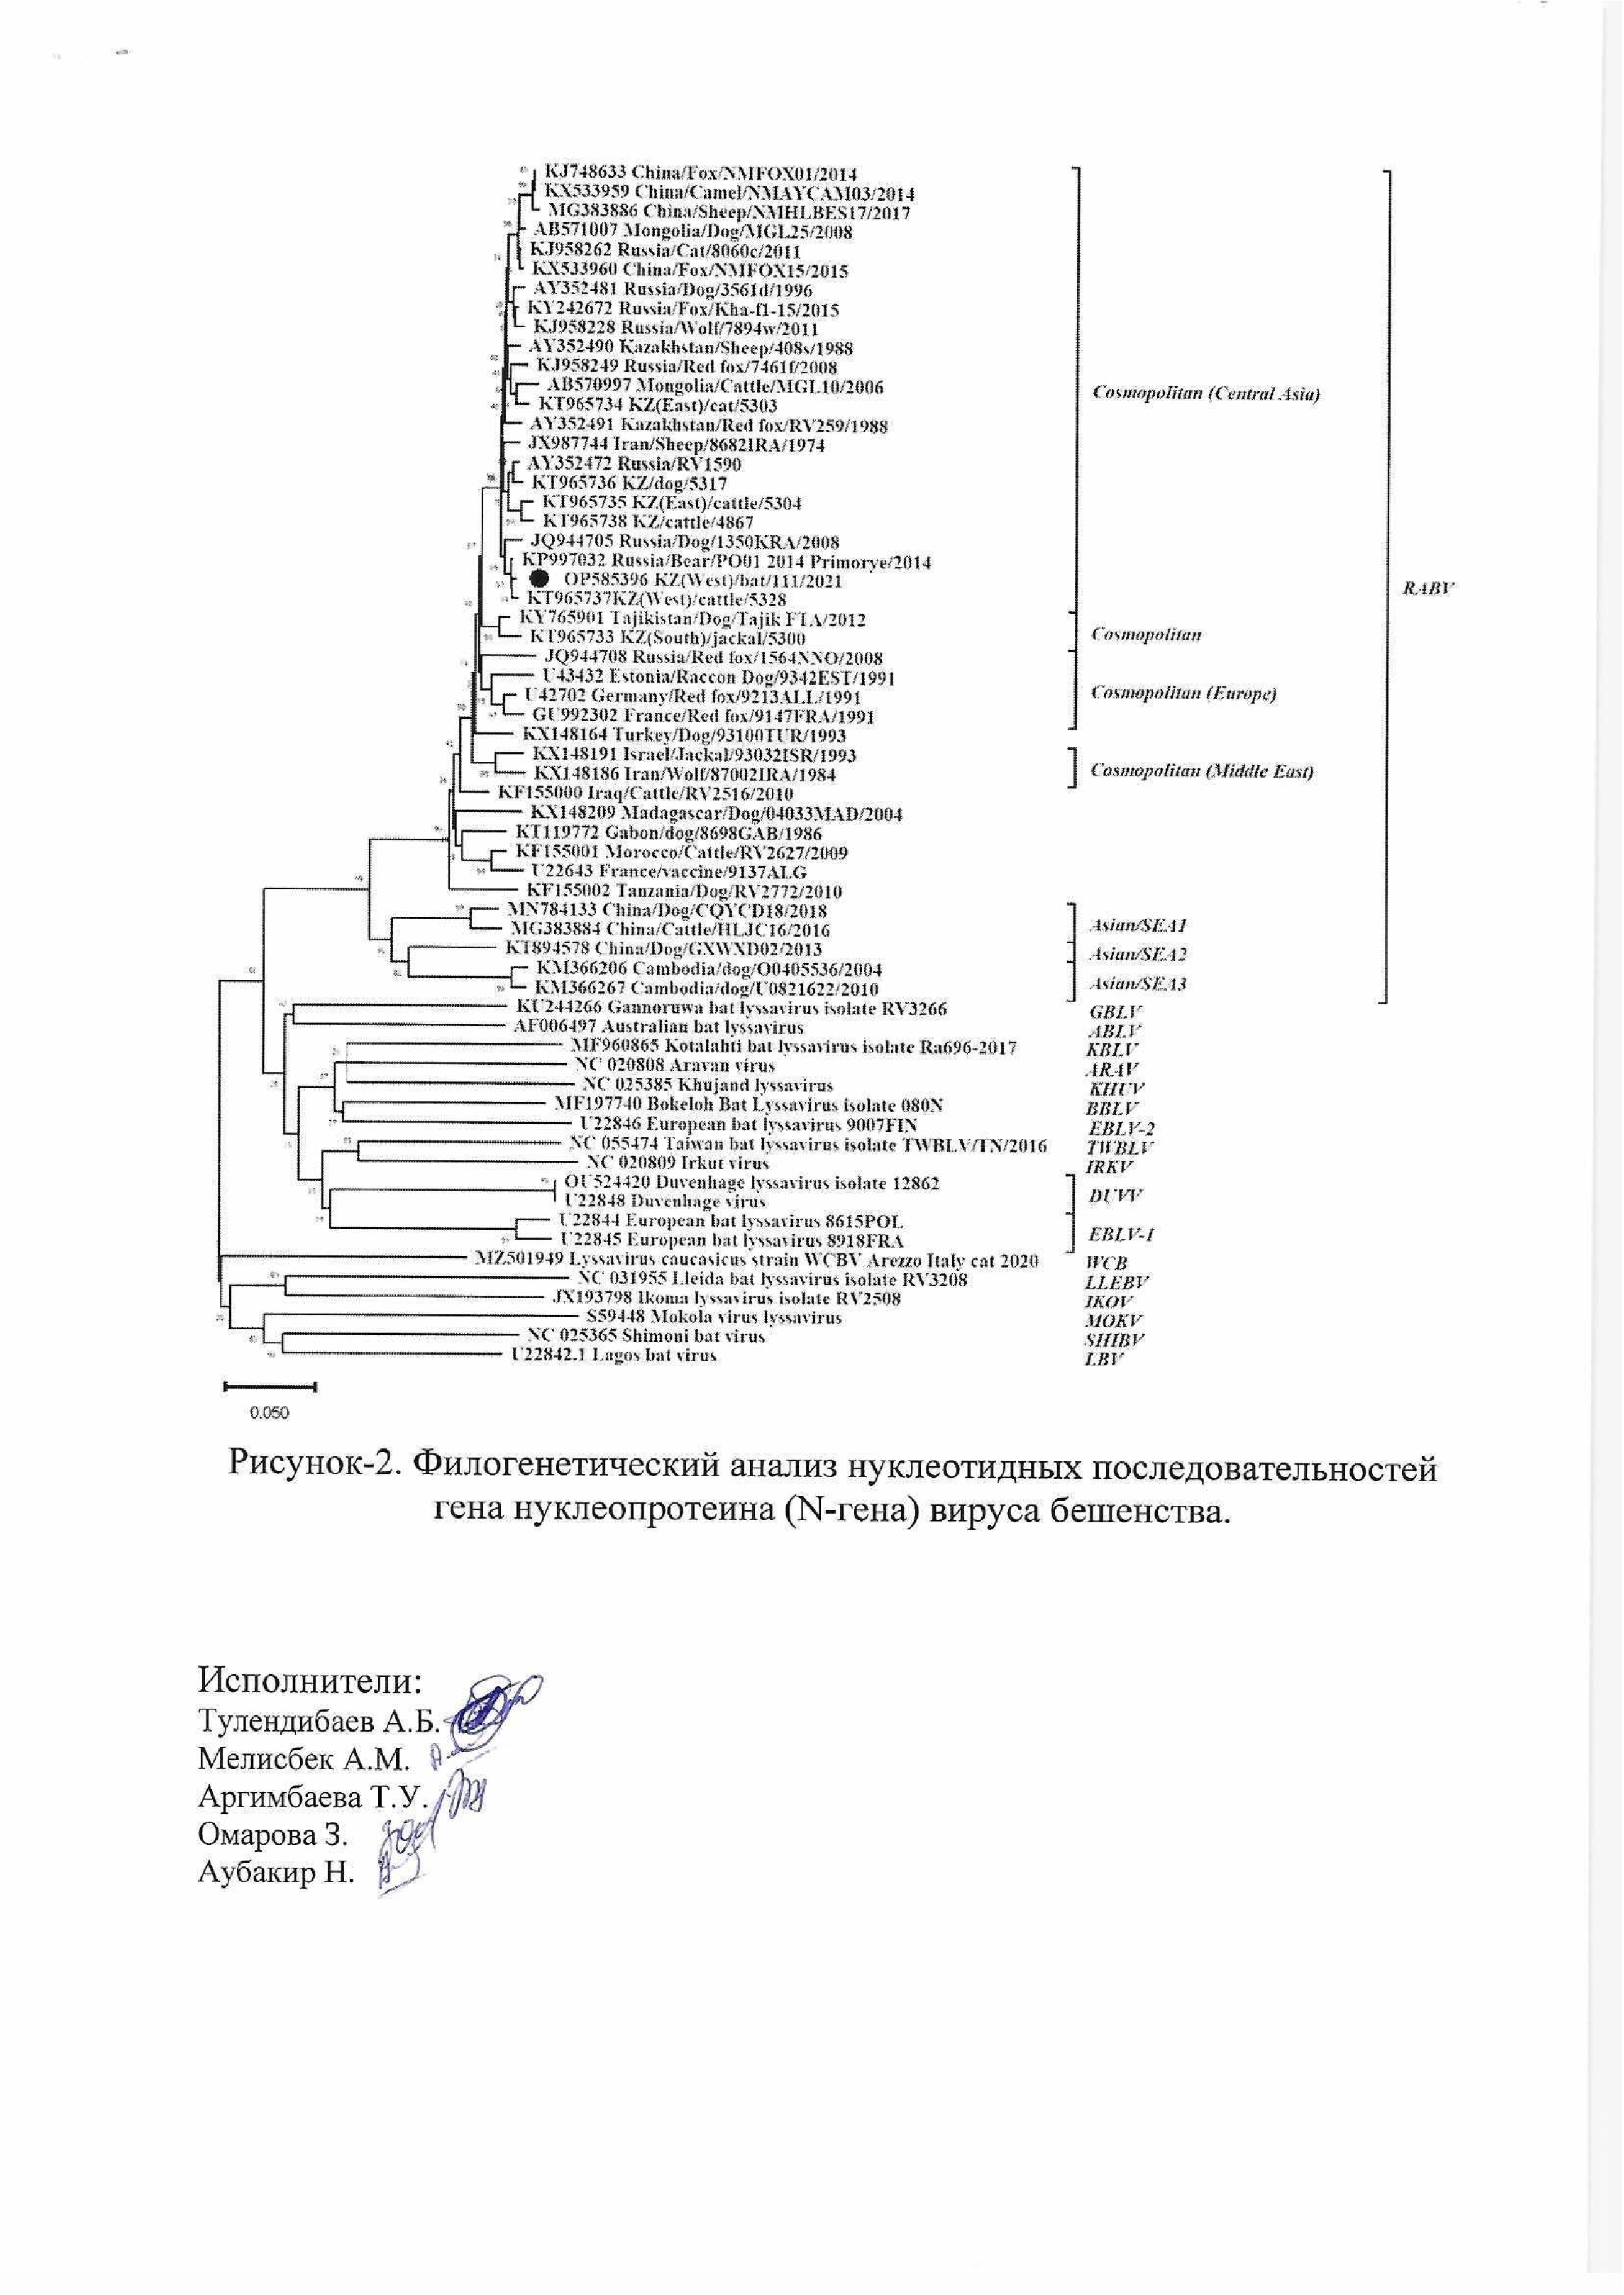 KJ748633 China/Fox/NMFOX01/2014
KX533959 China/Camel/NMAYCAM03/2014
MG383886 China/Sheep/NMHLBES17/2017
AB571007 Mongolia/Dog/MGL25/2008
KJ958262 Russia/Cat/8060c/2011
KX533960 China/Fox/NMFOX15/2015
AY352481 Russia/Dog/3561d/1996
KY242672 Russia/Fox/Kha-f1-15/2015
KJ958228 Russia/Wolf/7894w/2011
AY352490 Kazakhstan/Sheep/408s/1988
KJ958249 Russia/Red fox/7461f/2008
AB570997 Mongolia/Cattle/MGL10/2006
Cosmopolitan (Central Asia)
KT965734 KZ(East)/cat/5303
AY352491 Kazakhstan/Red fox/RV259/1988
JX987744 Iran/Sheep/8682IRA/1974
AY352472 Russia/RV1590
KT965736 KZ/dog/5317
KT965735 KZ(East)/cattle/5304
KT965738 KZ/cattle/4867
JQ944705 Russia/Dog/1350KRA/2008
KP997032 Russia/Bear/PO01 2014 Primorye/2014
OP585396 KZ(West)/bat/111/2021
RABV
KT965737KZ(West)/cattle/5328
KY765901 Tajikistan/Dog/Tajik FTA/2012
KT965733 KZ(South)/jackal/5300
Cosmopolitan
JQ944708 Russia/Red fox/1564NNO/2008
U43432 Estonia/Raccon Dog/9342EST/1991
U42702 Germany/Red fox/9213ALL/1991
Cosmopolitan (Europe)
GU992302 France/Red fox/9147FRA/1991
KX148164 Turkey/Dog/93100TUR/1993
KX148191 Israel/Jackal/93032ISR/1993
KX148186 Iran/Wolf/87002IRA/1984
Cosmopolitan (Middle East)
KF155000 Iraq/Cattle/RV2516/2010
KX148209 Madagascar/Dog/04033MAD/2004
KT119772 Gabon/dog/8698GAB/1986
KF155001 Morocco/Cattle/RV2627/2009
U22643 France/vaccine/9137ALG
KF155002 Tanzania/Dog/RV2772/2010
MN784133 China/Dog/CQYCD18/2018
MG383884 China/Cattle/HLJC16/2016
Asian/SEA1
KT894578 China/Dog/GXWXD02/2013
Asian/SEA2
KM366206 Cambodia/dog/O0405536/2004
KM366267 Cambodia/dog/U0821622/2010
Asian/SEA3
KU244266 Gannoruwa bat lyssavirus isolate RV3266
GBLV
AF006497 Australian bat lyssavirus
ABLV
MF960865 Kotalahti bat lyssavirus isolate Ra696-2017
KBLV
NC 020808 Aravan virus
ARAV
NC 025385 Khujand lyssavirus
KHUV
MF197740 Bokeloh Bat Lyssavirus isolate 080N
BBLV
U22846 European bat lyssavirus 9007FIN
EBLV-2
NC 055474 Taiwan bat lyssavirus isolate TWBLV/TN/2016
TWBLV
NC 020809 Irkut virus
IRKV
OU524420 Duvenhage lyssavirus isolate 12862
DUVV
U22848 Duvenhage virus
U22844 European bat lyssavirus 8615POL
EBLV-1
U22845 European bat lyssavirus 8918FRA
MZ501949 Lyssavirus caucasicus strain WCBV Arezzo Italy cat 2020
WCB
NC 031955 Lleida bat lyssavirus isolate RV3208
LLEBV
JX193798 Ikoma lyssavirus isolate RV2508
IKOV
S59448 Mokola virus lyssavirus
MOKV
NC 025365 Shimoni bat virus
SHIBV
U22842.1 Lagos bat virus
LBV
0.050
Рисунок-2. Филогенетический анализ нуклеотидных последовательностей
гена нуклеопротеина (N-гена) вируса бешенства.
Исполнители:
Тулендибаев А.Б.
Мелисбек А.М.
Аргимбаева Т.У.
Омарова З.
Аубакир Н.